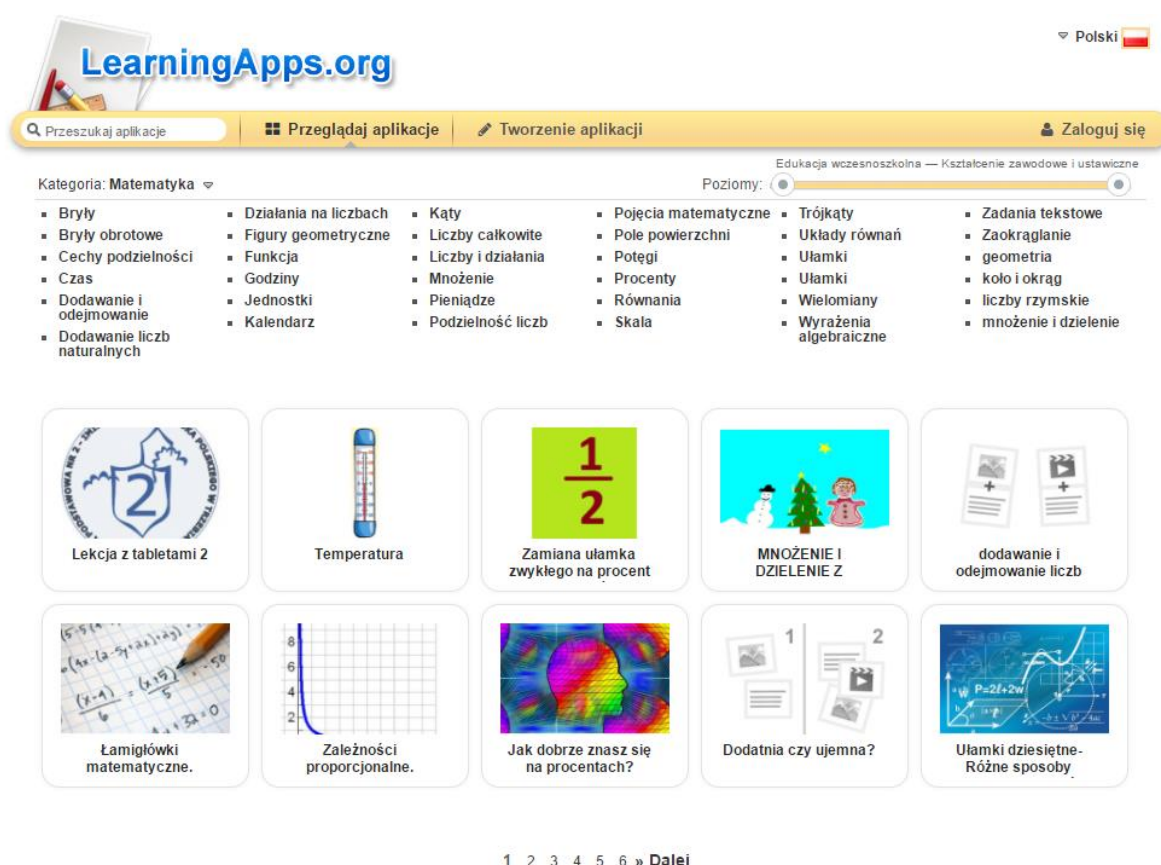 LearningApps.org
Polski
Przeszukaj aplikacje
Przeglądaj aplikacje
Tworzenie aplikacji
Zaloguj się
Edukacja wczesnoszkolna — Kształcenie zawodowe i ustawiczne
Kategoria: Matematyka
Poziomy:
Bryły
Bryły obrotowe
Cechy podzielności
Czas
Dodawanie i
odejmowanie
Dodawanie liczb
naturalnych
Działania na liczbach
Figury geometryczne
Funkcja
Godziny
Jednostki
Kalendarz
Kąty
Liczby całkowite
Liczby i działania
Mnożenie
Pieniądze
Podzielność liczb
Pojęcia matematyczne
Pole powierzchni
Potęgi
Procenty
Równania
Skala
Trójkąty
Układy równań
Ułamki
Ułamki
Wielomiany
Wyrażenia
algebraiczne
Zadania tekstowe
Zaokrąglanie
geometria
koło i okrąg
liczby rzymskie
mnożenie i dzielenie
2
Lekcja z tabletami 2
Temperatura
1
2
Zamiana ułamka
zwykłego na procent
MNOŻENIE I
DZIELENIE Z
dodawanie i
odejmowanie liczb
Łamigłówki
matematyczne.
8
6
4
2
Zależności
proporcjonalne.
Jak dobrze znasz się
na procentach?
1 2
Dodatnia czy ujemna?
P=2ℓ+2w
Ułamki dziesiętne-
Różne sposoby
1 2 3 4 5 6 » Dalej